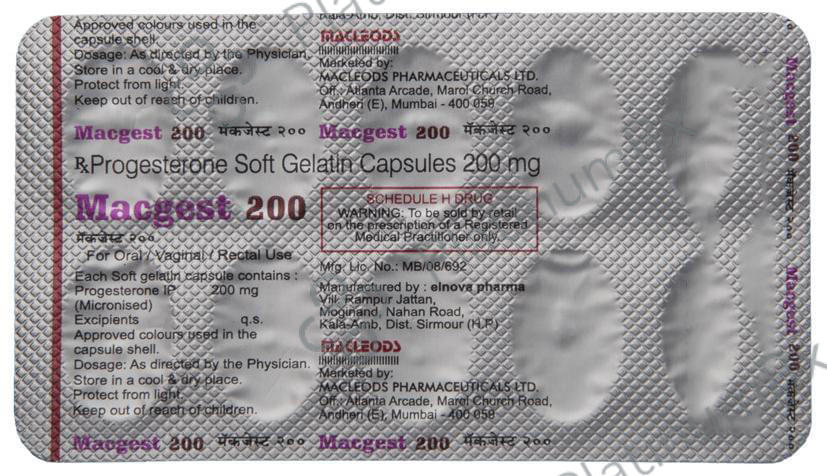 Approved colours used in the
capsule shell.
Dosage: As directed by the Physician.
Store in a cool & dry place.
Protect from light.
Keep out of reach of children.
Kala-Amb, Dist. Sirmour (H.P)
MACLEODS
Marketed by:
MACLEODS PHARMACEUTICALS LTD.
Off.: Atlanta Arcade, Marol Church Road,
Andheri (E), Mumbai - 400 059
Macgest 200 मॅकजेस्ट २०० Macgest 200 मॅकजेस्ट २००
℞Progesterone Soft Gelatin Capsules 200 mg
Macgest 200
मॅकजेस्ट २००
For Oral / Vaginal / Rectal Use
SCHEDULE H DRUG
WARNING: To be sold by retail
on the prescription of a Registered
Medical Practitioner only.
Each Soft gelatin capsule contains :
Progesterone IP 200 mg
(Micronised)
Excipients q.s.
Approved colours used in the
capsule shell.
Dosage: As directed by the Physician.
Store in a cool & dry place.
Protect from light.
Keep out of reach of children.
Mfg. Lic. No.: MB/08/692
Manufactured by : elnova pharma
Vill. Rampur Jattan,
Moginand, Nahan Road,
Kala-Amb, Dist. Sirmour (H.P)
MACLEODS
Marketed by:
MACLEODS PHARMACEUTICALS LTD.
Off.: Atlanta Arcade, Marol Church Road,
Andheri (E), Mumbai - 400 059
Macgest 200 मॅकजेस्ट २०० Macgest 200 मॅकजेस्ट २००
Macgest 200 मॅकजेस्ट २००
Macgest 200 मॅकजेस्ट २००